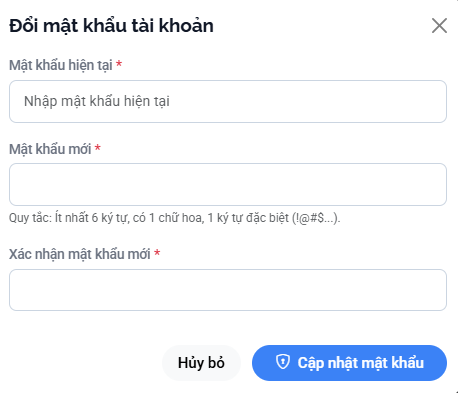 Đổi mật khẩu tài khoản
Mật khẩu hiện tại *
Nhập mật khẩu hiện tại
Mật khẩu mới *
Quy tắc: Ít nhất 6 ký tự, có 1 chữ hoa, 1 ký tự đặc biệt (!@#$...).
Xác nhận mật khẩu mới *
Hủy bỏ
Cập nhật mật khẩu